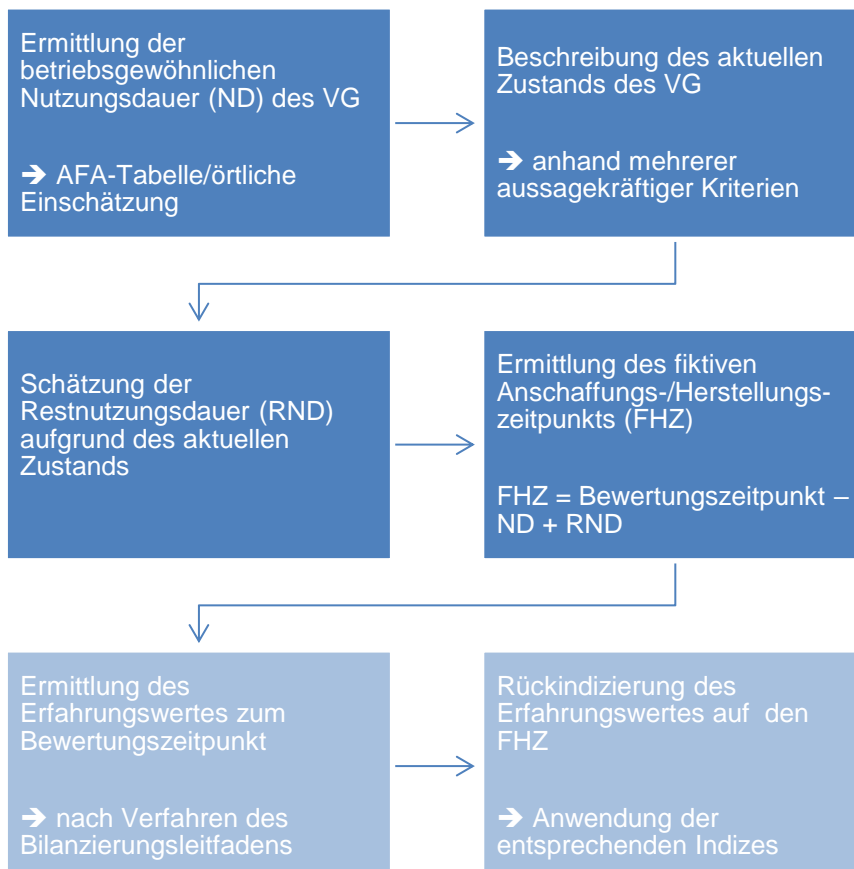 Ermittlung der
betriebsgewöhnlichen
Nutzungsdauer (ND) des VG
➔ AFA-Tabelle/örtliche
Einschätzung
Beschreibung des aktuellen
Zustands des VG
➔ anhand mehrerer
aussagekräftiger Kriterien
Schätzung der
Restnutzungsdauer (RND)
aufgrund des aktuellen
Zustands
Ermittlung des fiktiven
Anschaffungs-/Herstellungs-
zeitpunkts (FHZ)
FHZ = Bewertungszeitpunkt –
ND + RND
Ermittlung des
Erfahrungswertes zum
Bewertungszeitpunkt
➔ nach Verfahren des
Bilanzierungsleitfadens
Rückindizierung des
Erfahrungswertes auf den
FHZ
➔ Anwendung der
entsprechenden Indizes